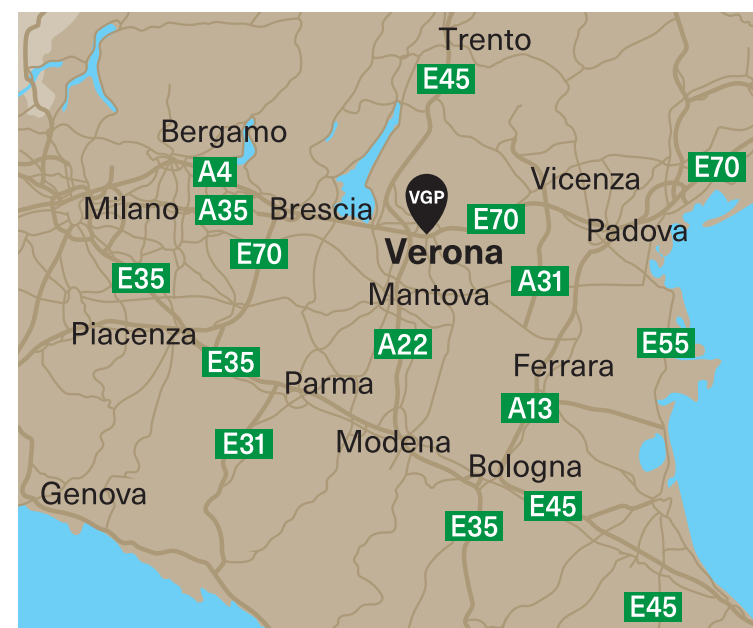 Trento
E45
Bergamo
A4
E70
Vicenza
Milano
A35
Brescia
VGP
E70
Padova
Verona
E70
E35
A31
Mantova
Piacenza
A22
E55
E35
Ferrara
Parma
A13
E31
Modena
Bologna
Genova
E45
E35
E45